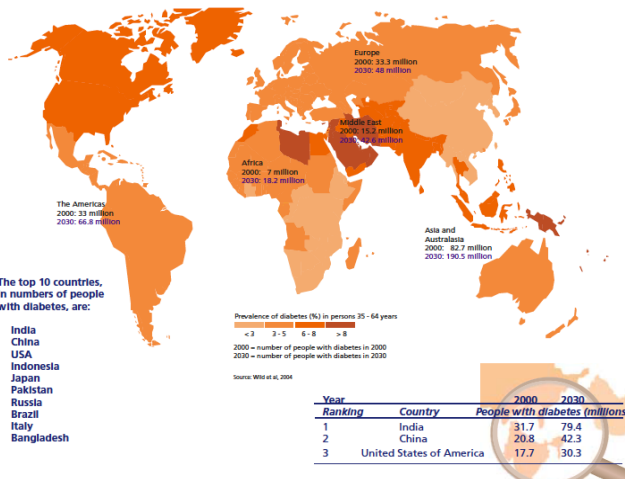 Europe
2000: 33.3 million
2030: 48 million
Middle East
2000: 15.2 million
2030: 42.6 million
Africa
2000: 7 million
2030: 18.2 million
The Americas
2000: 33 million
2030: 66.8 million
Asia and
Australasia
2000: 82.7 million
2030: 190.5 million
The top 10 countries,
in numbers of people
with diabetes, are:
India
China
USA
Indonesia
Japan
Pakistan
Russia
Brazil
Italy
Bangladesh
Prevalence of diabetes (%) in persons 35 - 64 years
< 3 3 - 5 6 - 8 > 8
2000 = number of people with diabetes in 2000
2030 = number of people with diabetes in 2030
Source: Wild et al, 2004
Year 2000 2030
Ranking Country People with diabetes (millions
1 India 31.7 79.4
2 China 20.8 42.3
3 United States of America 17.7 30.3